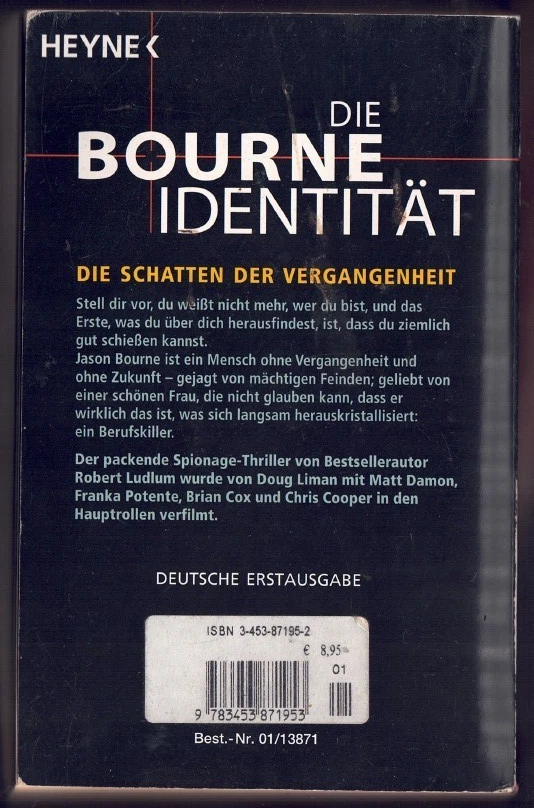 HEYNE<
DIE
BOURNE
IDENTITÄT
DIE SCHATTEN DER VERGANGENHEIT
Stell dir vor, du weißt nicht mehr, wer du bist, und das
Erste, was du über dich herausfindest, ist, dass du ziemlich
gut schießen kannst.
Jason Bourne ist ein Mensch ohne Vergangenheit und
ohne Zukunft – gejagt von mächtigen Feinden; geliebt von
einer schönen Frau, die nicht glauben kann, dass er
wirklich das ist, was sich langsam herauskristallisiert:
ein Berufskiller.
Der packende Spionage-Thriller von Bestsellerautor
Robert Ludlum wurde von Doug Liman mit Matt Damon,
Franka Potente, Brian Cox und Chris Cooper in den
Hauptrollen verfilmt.
DEUTSCHE ERSTAUSGABE
ISBN 3-453-87195-2
€ 8,95
01
9 783453 871953
Best.-Nr. 01/13871